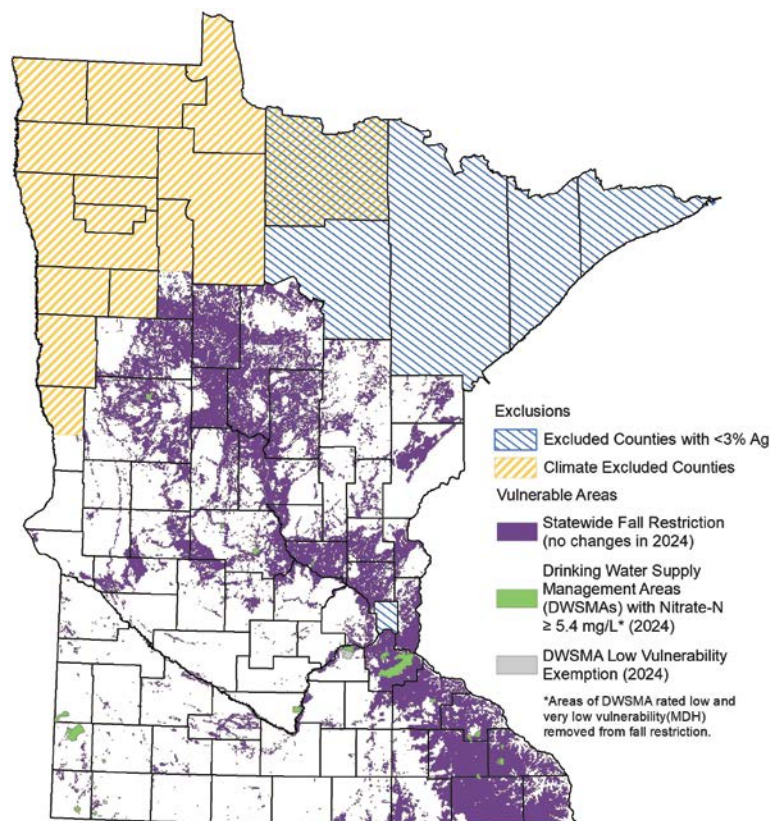 Exclusions
Excluded Counties with <3% Ag
Climate Excluded Counties
Vulnerable Areas
Statewide Fall Restriction
(no changes in 2024)
Drinking Water Supply
Management Areas
(DWSMAs) with Nitrate-N
≥ 5.4 mg/L* (2024)
DWSMA Low Vulnerability
Exemption (2024)
*Areas of DWSMA rated low and
very low vulnerability(MDH)
removed from fall restriction.